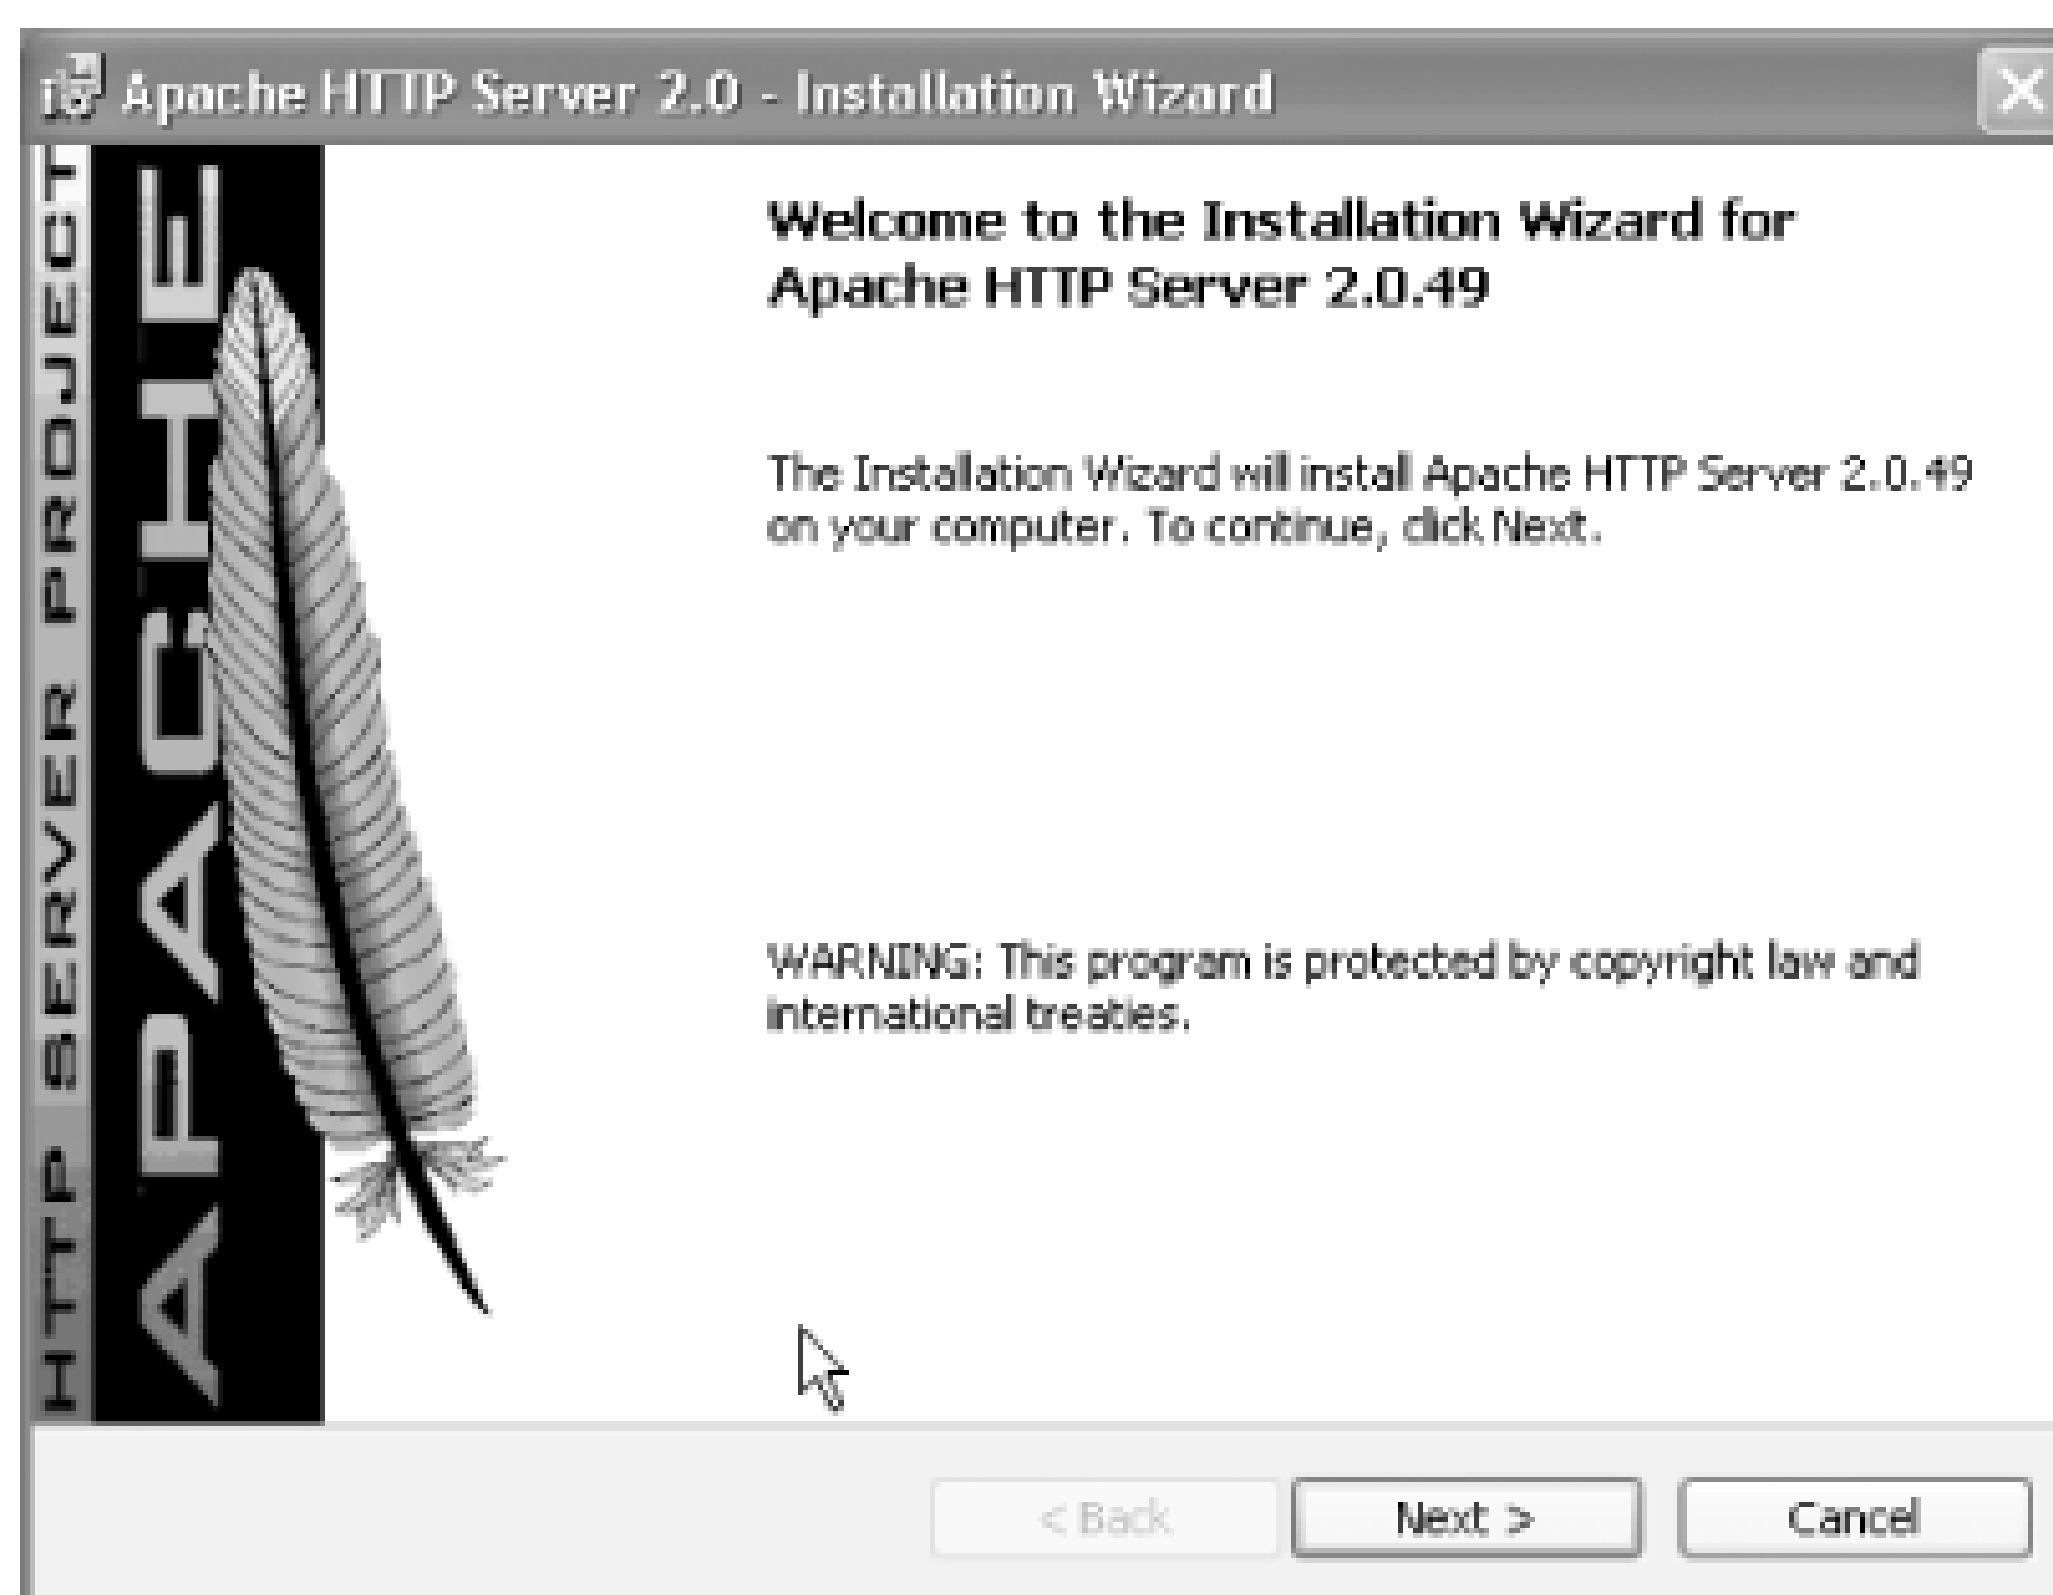 Apache HTTP Server 2.0 - Installation Wizard
HTTP SERVER PROJECT
APACHE
Welcome to the Installation Wizard for
Apache HTTP Server 2.0.49
The Installation Wizard will install Apache HTTP Server 2.0.49
on your computer. To continue, click Next.
WARNING: This program is protected by copyright law and
international treaties.
< Back
Next >
Cancel